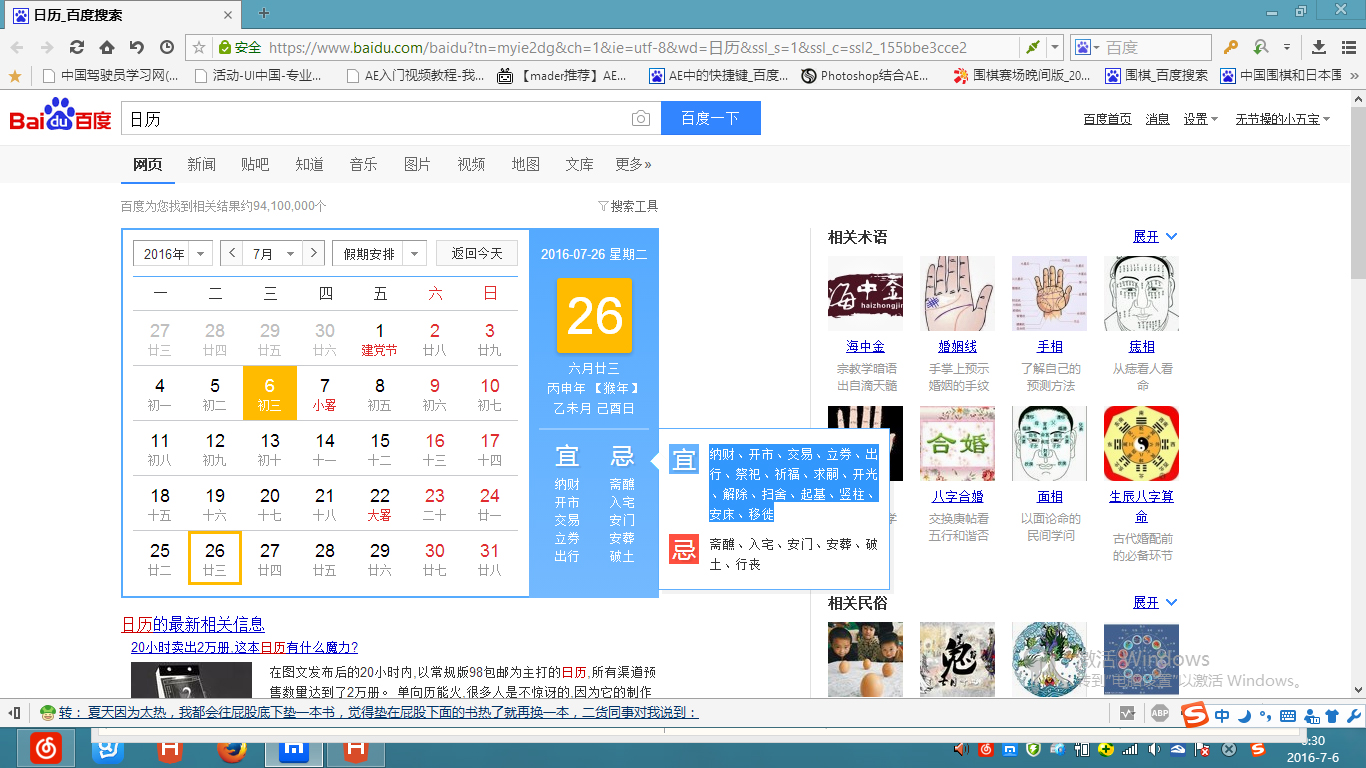 日历_百度搜索
安全 https://www.baidu.com/baidu?tn=myie2dg&ch=1&ie=utf-8&wd=日历&ssl_s=1&ssl_c=ssl2_155bbe3cce2
百度
中国驾驶员学习网(...
活动-UI中国-专业...
AE入门视频教程-我...
【mader推荐】AE...
AE中的快捷键_百度...
Photoshop结合AE...
围棋赛场晚间版_20...
围棋_百度搜索
中国围棋和日本围
Bai du 百度
日历
百度一下
百度首页 消息 设置 无节操的小五宝
网页 新闻 贴吧 知道 音乐 图片 视频 地图 文库 更多»
百度为您找到相关结果约94,100,000个
搜索工具
2016年 7月 假期安排 返回今天
一 二 三 四 五 六 日
27 28 29 30 1 2 3
廿三 廿四 廿五 廿六 建党节 廿八 廿九
4 5 6 7 8 9 10
初一 初二 初三 小暑 初五 初六 初七
11 12 13 14 15 16 17
初八 初九 初十 十一 十二 十三 十四
18 19 20 21 22 23 24
十五 十六 十七 十八 大暑 二十 廿一
25 26 27 28 29 30 31
廿二 廿三 廿四 廿五 廿六 廿七 廿八
2016-07-26 星期二
26
六月廿三
丙申年【猴年】
乙未月 己酉日
宜 忌
纳财 斋醮
开市 入宅
交易 安门
立券 安葬
出行 破土
宜
纳财、开市、交易、立券、出
行、祭祀、祈福、求嗣、开光
、解除、扫舍、起基、竖柱、
安床、移徙
忌
斋醮、入宅、安门、安葬、破
土、行丧
相关术语
展开
海中金
haizhongjin
海中金 婚姻线 手相 痣相
宗教学暗语 手掌上预示 了解自己的 从痣看人看
出自滴天髓 婚姻的手纹 预测方法 命
合婚
八字合婚 面相 生辰八字算
命
交换庚帖看 以面论命的 古代婚配前
五行和谐否 民间学问 的必备环节
学
相关民俗
展开
日历的最新相关信息
20小时卖出2万册,这本日历有什么魔力?
在图文发布后的20小时内,以常规版98包邮为主打的日历,所有渠道预
售数量达到了2万册。 单向历能火,很多人是不惊讶的,因为它的制作
激活 Windows
转到"电脑设置"以激活 Windows。
转： 夏天因为太热，我都会往屁股底下垫一本书，觉得垫在屁股下面的书热了就再换一本，二货同事对我说到：
ABP
中
2016-7-6